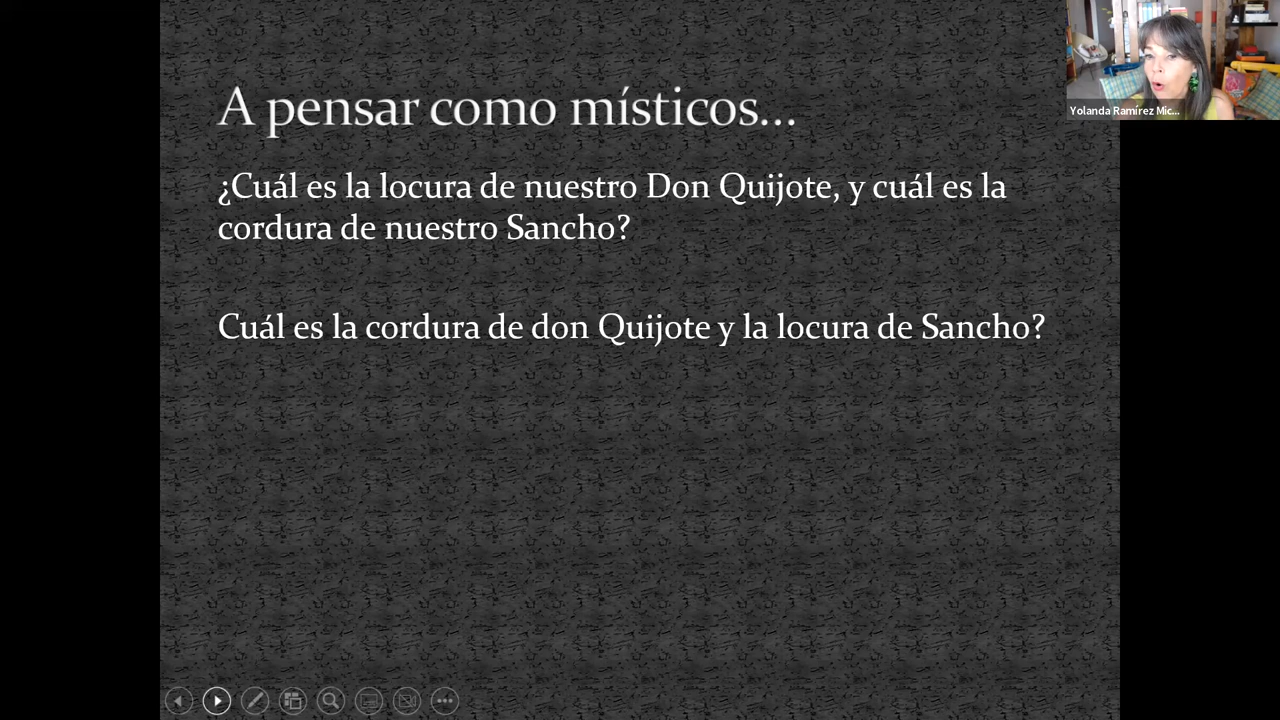 A pensar como místicos...
¿Cuál es la locura de nuestro Don Quijote, y cuál es la
cordura de nuestro Sancho?
Cuál es la cordura de don Quijote y la locura de Sancho?
Yolanda Ramírez Mic...